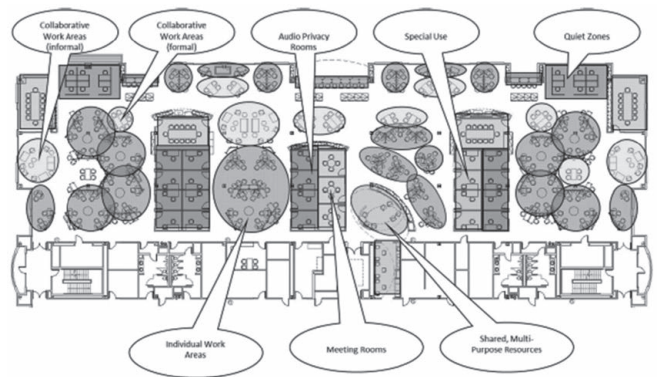 Collaborative
Work Areas
(informal)
Collaborative
Work Areas
(formal)
Audio Privacy
Rooms
Special Use
Quiet Zones
Individual Work
Areas
Meeting Rooms
Shared, Multi-
Purpose Resources